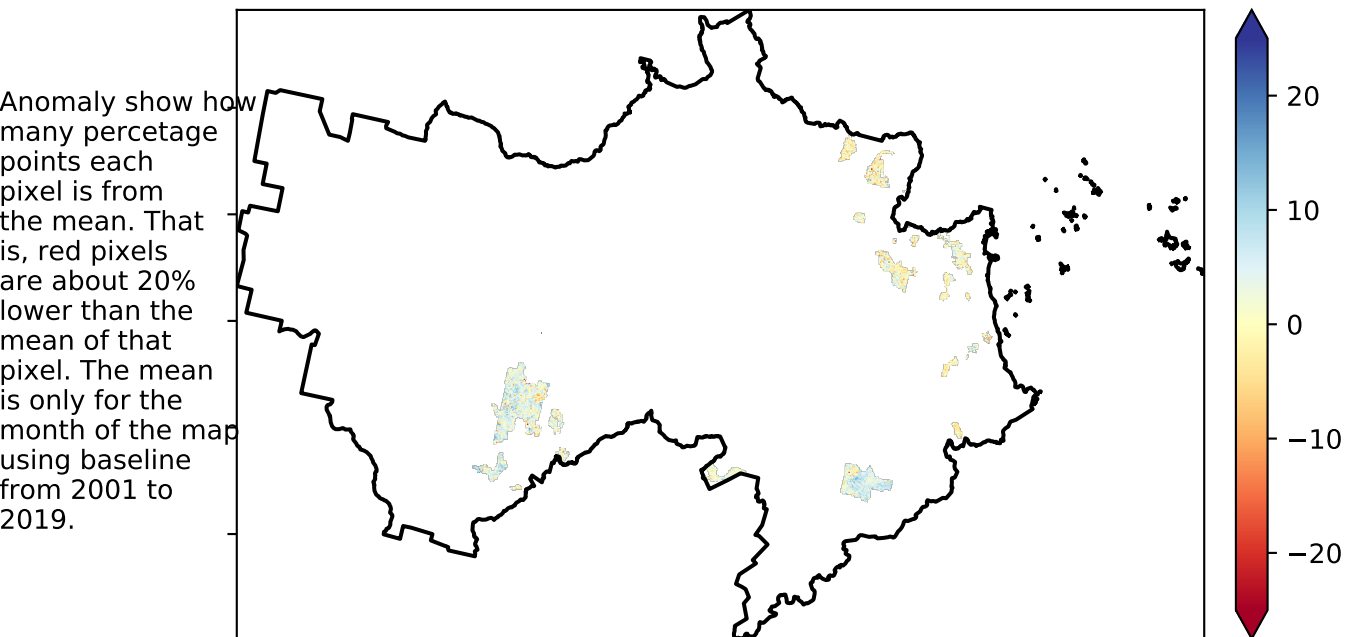 Anomaly show how
many percetage
points each
pixel is from
the mean. That
is, red pixels
are about 20%
lower than the
mean of that
pixel. The mean
is only for the
month of the map
using baseline
from 2001 to
2019.
20
10
0
−10
−20